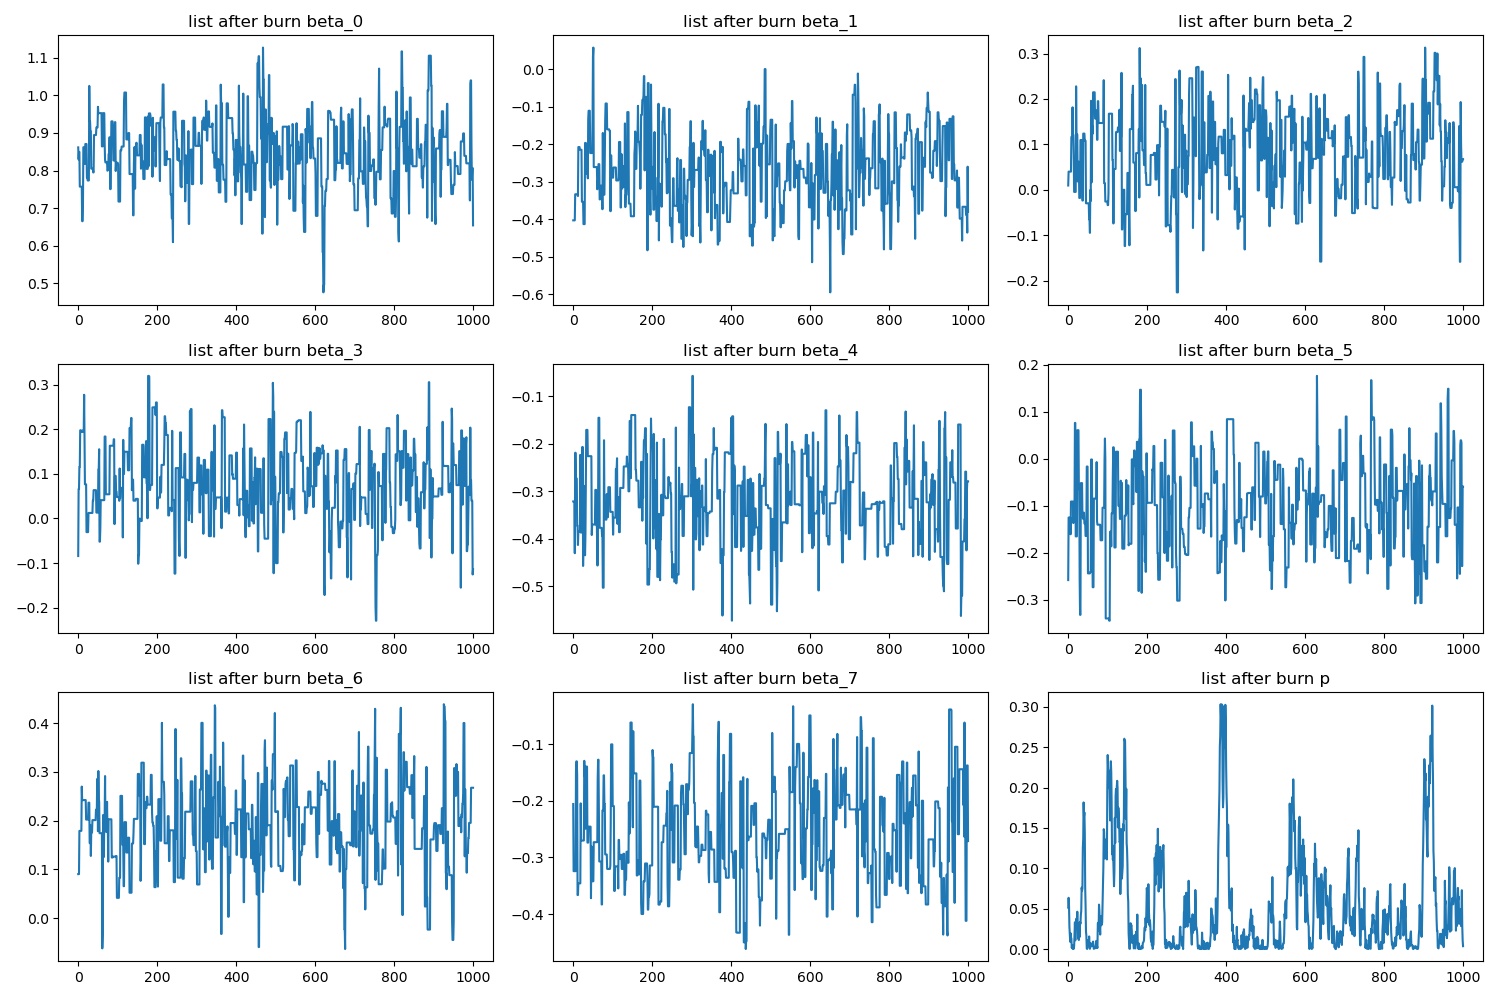 list after burn beta_0
list after burn beta_1
list after burn beta_2
1.1
1.0
0.9
0.8
0.7
0.6
0.5
0 200 400 600 800 1000
0.0
−0.1
−0.2
−0.3
−0.4
−0.5
−0.6
0 200 400 600 800 1000
0.3
0.2
0.1
0.0
−0.1
−0.2
0 200 400 600 800 1000
list after burn beta_3
list after burn beta_4
list after burn beta_5
0.3
0.2
0.1
0.0
−0.1
−0.2
0 200 400 600 800 1000
−0.1
−0.2
−0.3
−0.4
−0.5
0 200 400 600 800 1000
0.2
0.1
0.0
−0.1
−0.2
−0.3
0 200 400 600 800 1000
list after burn beta_6
list after burn beta_7
list after burn p
0.4
0.3
0.2
0.1
0.0
0 200 400 600 800 1000
−0.1
−0.2
−0.3
−0.4
0 200 400 600 800 1000
0.30
0.25
0.20
0.15
0.10
0.05
0.00
0 200 400 600 800 1000